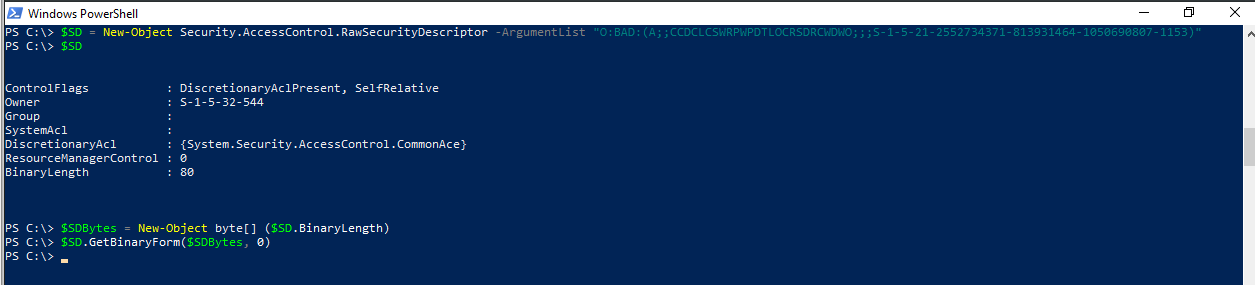 Windows PowerShell
PS C:\> $SD = New-Object Security.AccessControl.RawSecurityDescriptor -ArgumentList "O:BAD:(A;;CCDCLCSWRPWPDTLOCRSDRCWDWO;;;S-1-5-21-2552734371-813931464-1050690807-1153)"
PS C:\> $SD
ControlFlags : DiscretionaryAclPresent, SelfRelative
Owner : S-1-5-32-544
Group :
SystemAcl :
DiscretionaryAcl : {System.Security.AccessControl.CommonAce}
ResourceManagerControl : 0
BinaryLength : 80
PS C:\> $SDBytes = New-Object byte[] ($SD.BinaryLength)
PS C:\> $SD.GetBinaryForm($SDBytes, 0)
PS C:\>